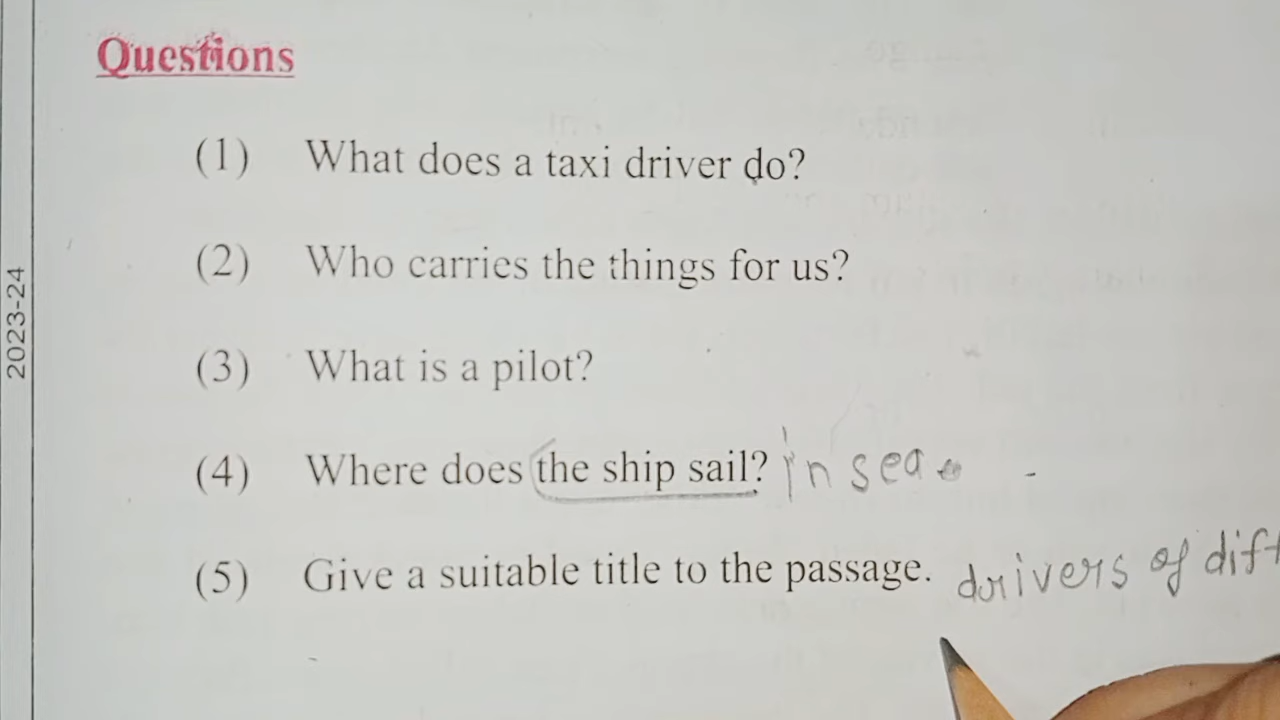 Questions
(1) What does a taxi driver do?
(2) Who carries the things for us?
(3) What is a pilot?
(4) Where does the ship sail? in sea
(5) Give a suitable title to the passage. drivers of
2023-24